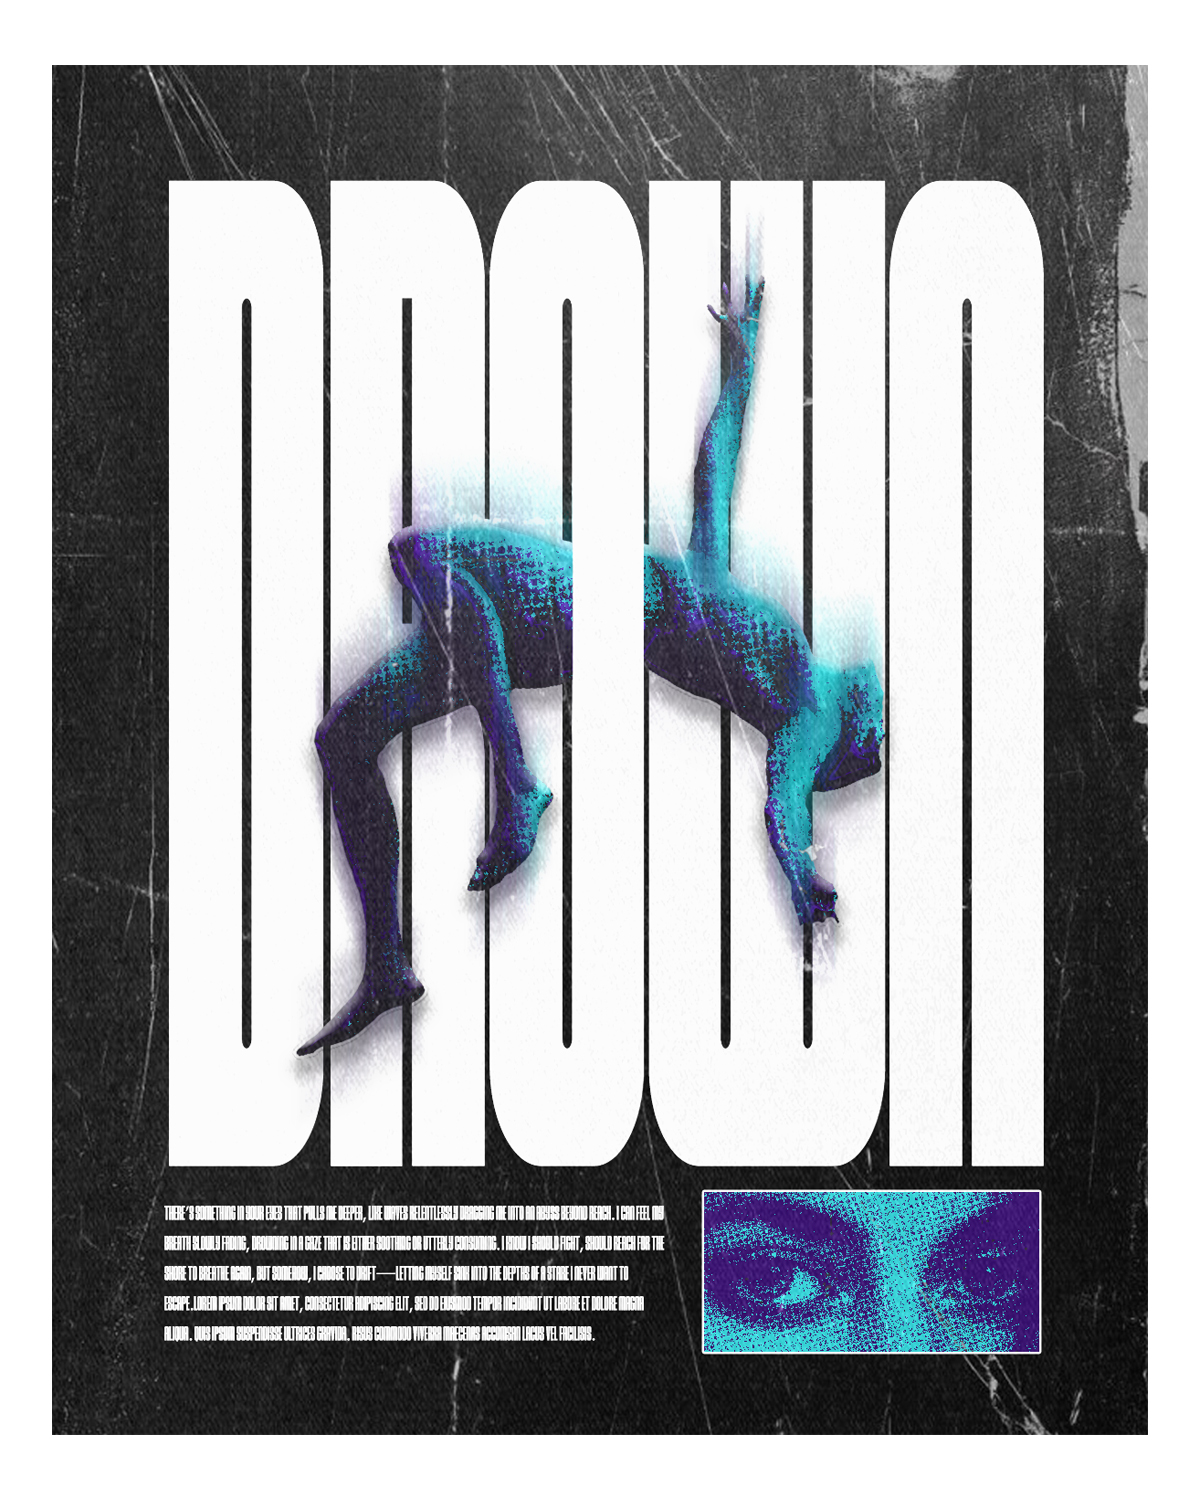 DROWN
THERE'S SOMETHING IN YOUR EYES THAT PULLS ME DEEPER, LIKE WAVES RELENTLESSLY DRAGGING ME INTO AN ABYSS BEYOND REACH. I CAN FEEL MY
BREATH SLOWLY FADING, DROWNING IN A GAZE THAT IS EITHER SOOTHING OR UTTERLY CONSUMING. I KNOW I SHOULD FIGHT, SHOULD REACH FOR THE
SHORE TO BREATHE AGAIN, BUT SOMEHOW, I CHOOSE TO DRIFT——LETTING MYSELF SINK INTO THE DEPTHS OF A STARE I NEVER WANT TO
ESCAPE.LOREM IPSUM DOLOR SIT AMET, CONSECTETUR ADIPISCING ELIT, SED DO EIUSMOD TEMPOR INCIDIDUNT UT LABORE ET DOLORE MAGNA
ALIQUA. QUIS IPSUM SUSPENDISSE ULTRICES GRAVIDA. RISUS COMMODO VIVERRA MAECENAS ACCUMSAN LACUS VEL FACILISIS.